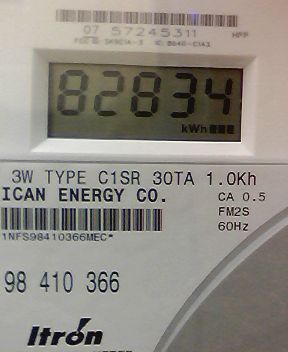 07 57245311
82834
kWh
3W TYPE C1SR 30TA 1.0Kh
ICAN ENERGY CO.
CA 0.5
FM2S
60Hz
1NFS98410366MEC*
98 410 366
Itron